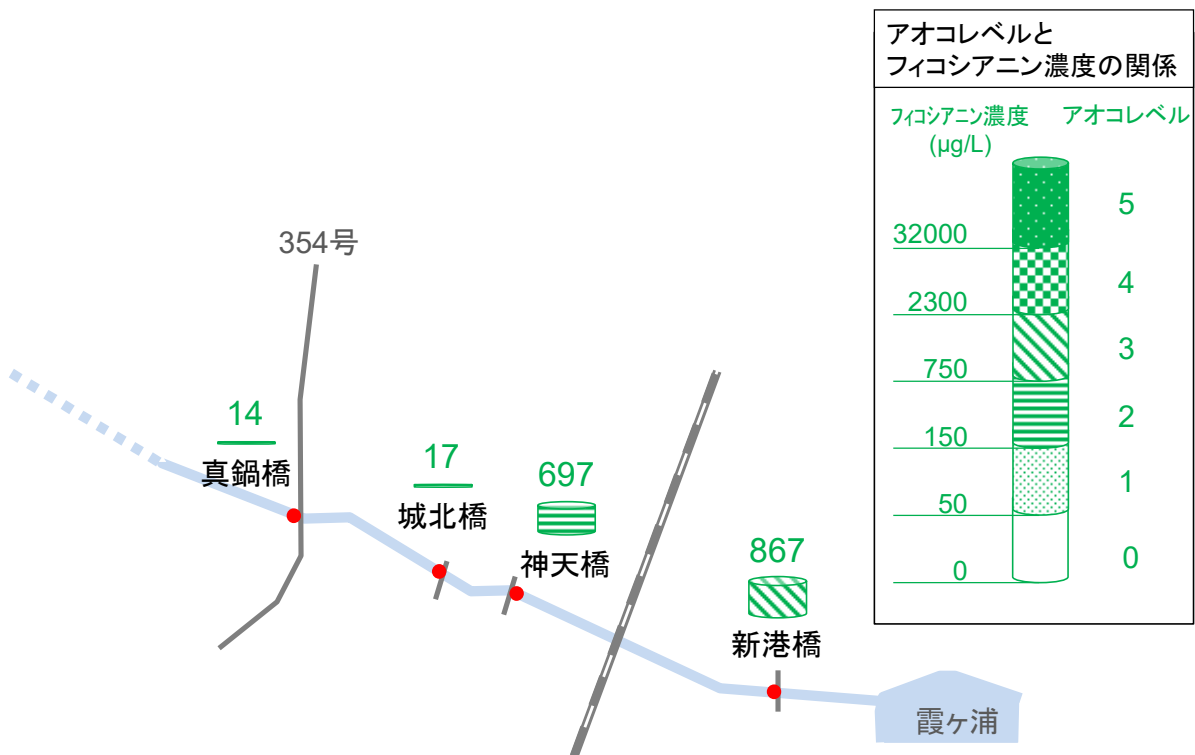 アオコレベルと
フィコシアニン濃度の関係
フィコシアニン濃度
(μg/L)
アオコレベル
5
32000
4
2300
3
750
2
150
1
50
0
0
354号
14
真鍋橋
17
城北橋
697
神天橋
867
新港橋
霞ヶ浦